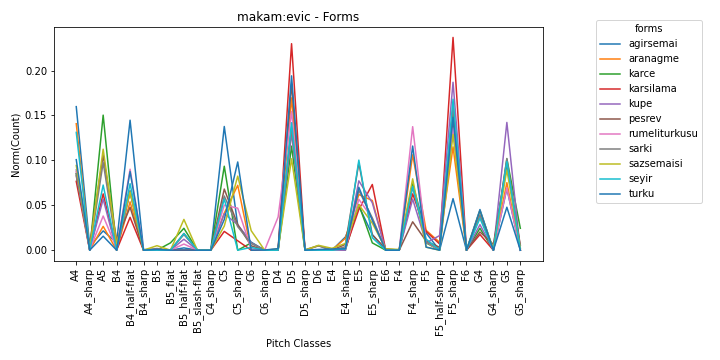 makam:evic - Forms
forms
agirsemai
aranagme
karce
karsilama
kupe
pesrev
rumeliturkusu
sarki
sazsemaisi
seyir
turku
Norm(Count)
0.20
0.15
0.10
0.05
0.00
A4
A4_sharp
A5
B4
B4_half-flat
B4_sharp
B5
B5_flat
B5_half-flat
B5_slash-flat
C4_sharp
C5
C5_sharp
C6
C6_sharp
D4
D5
D5_sharp
D6
E4
E4_sharp
E5
E5_sharp
E6
F4
F4_sharp
F5
F5_half-sharp
F5_sharp
F6
G4
G4_sharp
G5
G5_sharp
Pitch Classes